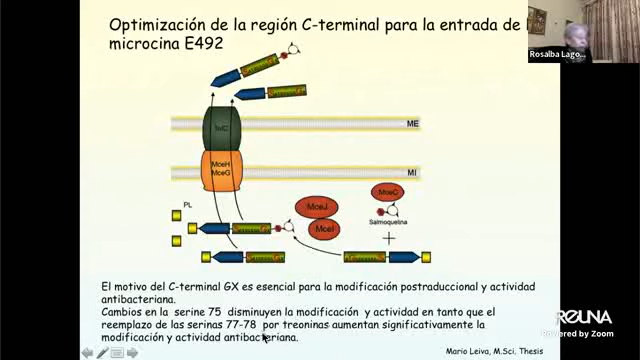 Optimización de la región C-terminal para la entrada de l
microcina E492
Rosalba Lago...
TolC
ME
MceH
MceG
MI
PL
MceJ
MceI
MceC
Salmoquelina
+
El motivo del C-terminal GX es esencial para la modificación postraduccional y actividad
antibacteriana.
Cambios en la serine 75 disminuyen la modificación y actividad en tanto que el
reemplazo de las serinas 77-78 por treoninas aumentan significativamente la
modificación y actividad antibacteriana.
Mario Leiva, M.Sci. Thesis
REUNA
Powered by Zoom